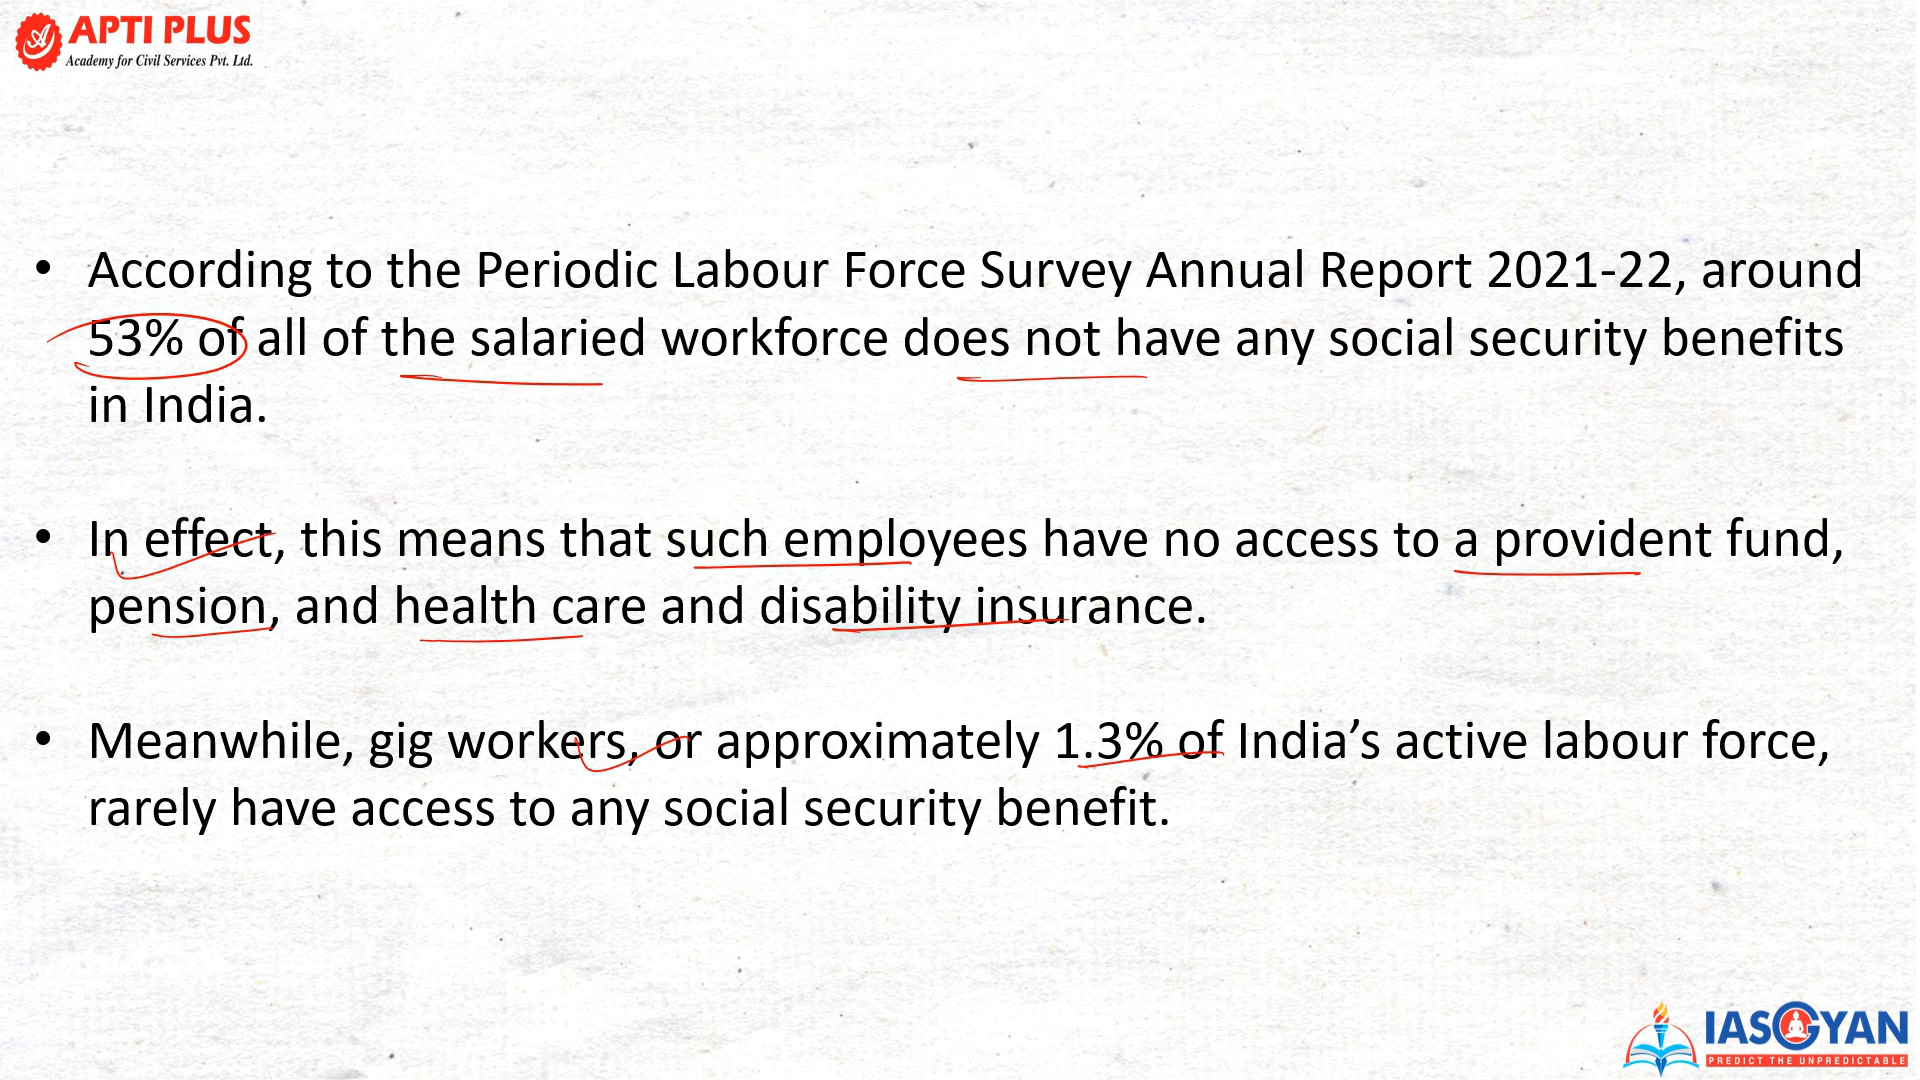 APTI PLUS
Academy for Civil Services Pvt. Ltd.
• According to the Periodic Labour Force Survey Annual Report 2021-22, around
53% of all of the salaried workforce does not have any social security benefits
in India.
• In effect, this means that such employees have no access to a provident fund,
pension, and health care and disability insurance.
• Meanwhile, gig workers, or approximately 1.3% of India’s active labour force,
rarely have access to any social security benefit.
IASGYAN
PREDICT THE UNPREDICTABLE